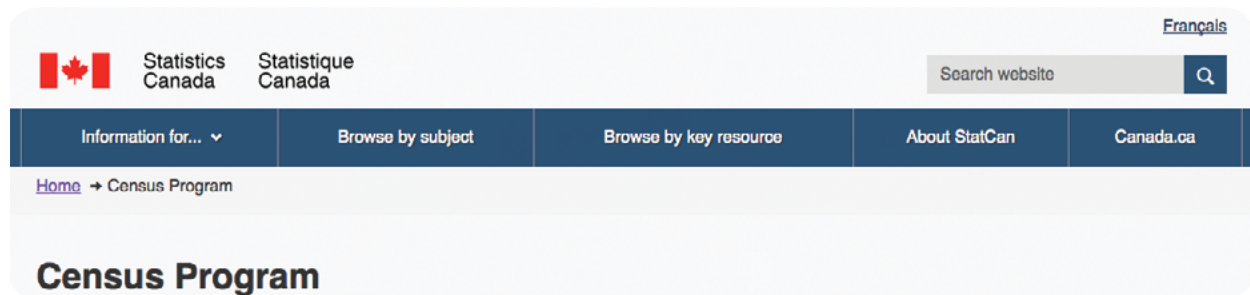 Français
Statistics Canada
Statistique Canada
Search website
Information for...
Browse by subject
Browse by key resource
About StatCan
Canada.ca
Home → Census Program
Census Program